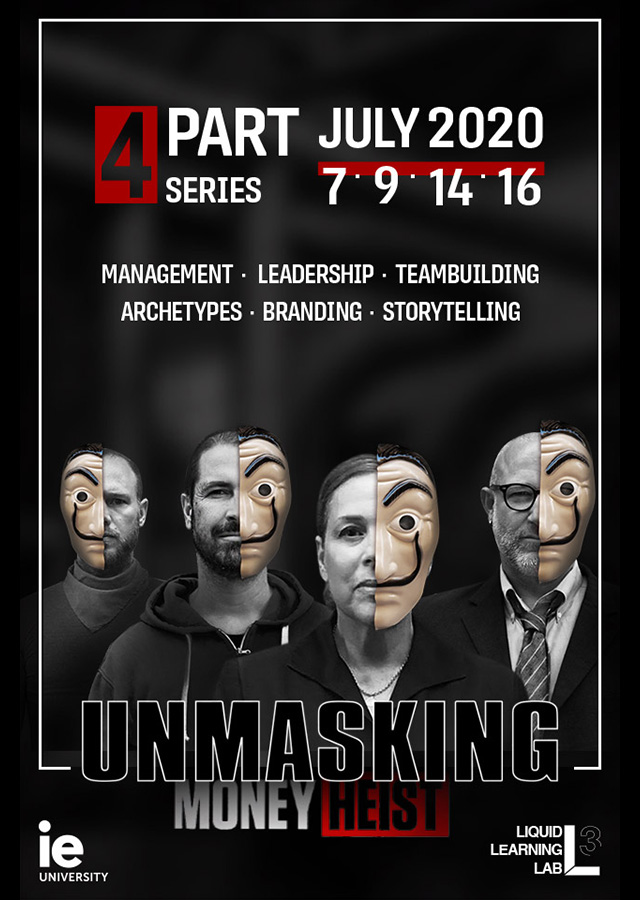 4 PART
SERIES
JULY 2020
7 · 9 · 14 · 16
MANAGEMENT · LEADERSHIP · TEAMBUILDING
ARCHETYPES · BRANDING · STORYTELLING
UNMASKING
MONEY HEIST
ie
UNIVERSITY
LIQUID
LEARNING
LAB L3